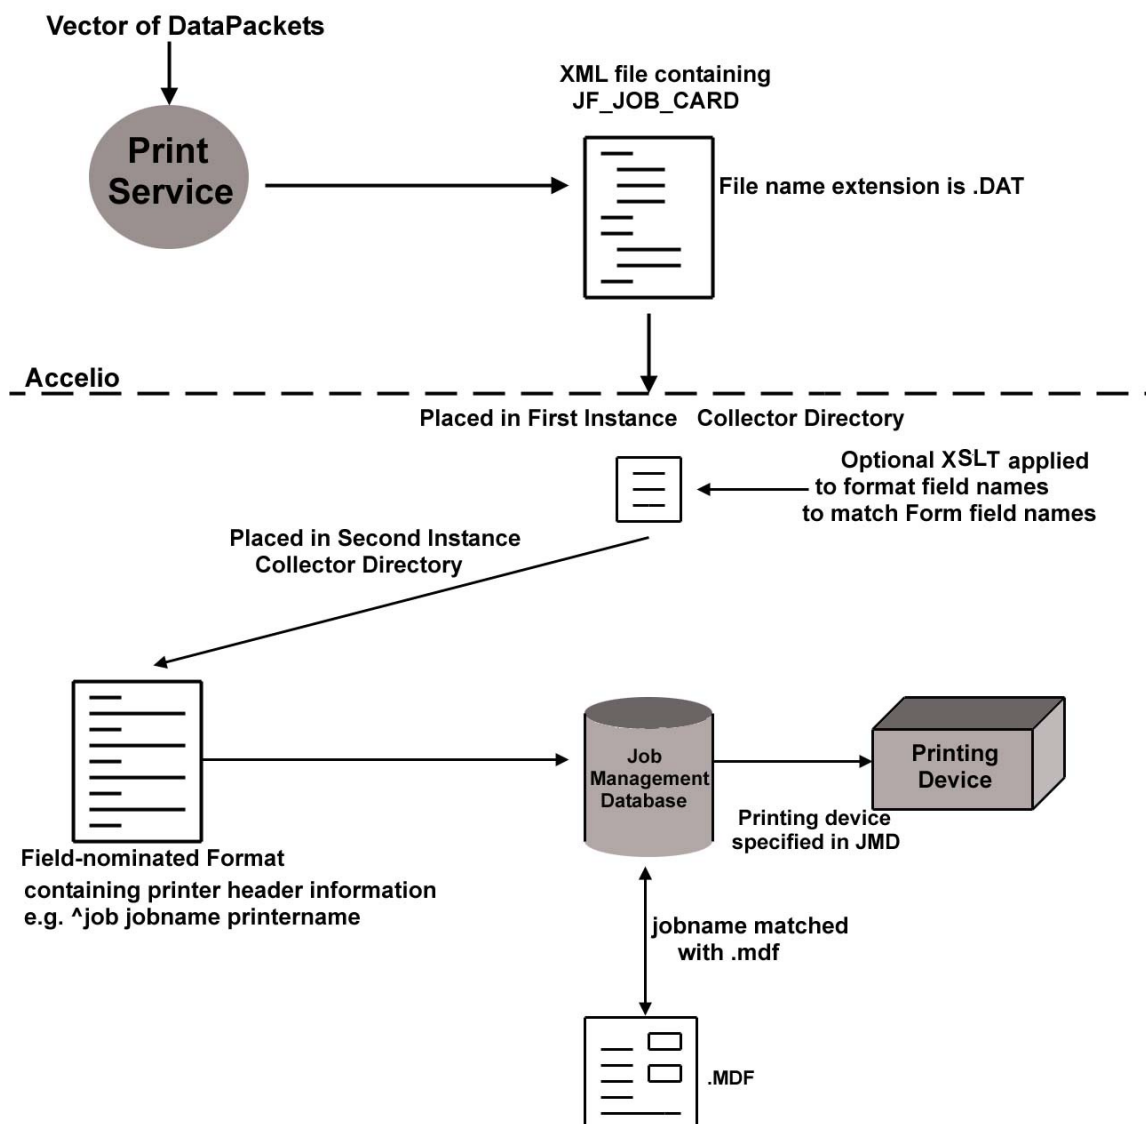 Vector of DataPackets
Print
Service
XML file containing
JF_JOB_CARD
File name extension is .DAT
Accelio
Placed in First Instance Collector Directory
Optional XSLT applied
to format field names
to match Form field names
Placed in Second Instance
Collector Directory
Field-nominated Format
containing printer header information
e.g. ^job jobname printername
Job
Management
Database
Printing
Device
Printing device
specified in JMD
jobname matched
with .mdf
.MDF